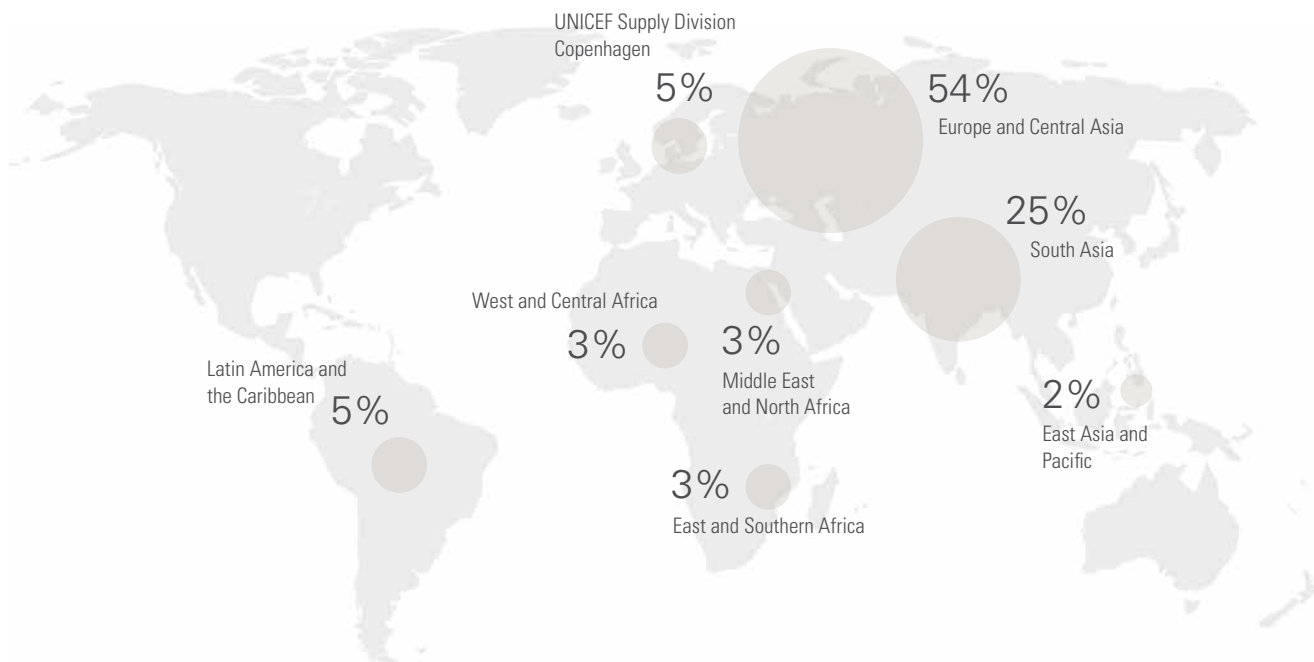 UNICEF Supply Division
Copenhagen
5%
54%
Europe and Central Asia
25%
South Asia
West and Central Africa
3%
3%
Middle East
and North Africa
Latin America and
the Caribbean
5%
2%
East Asia and
Pacific
3%
East and Southern Africa